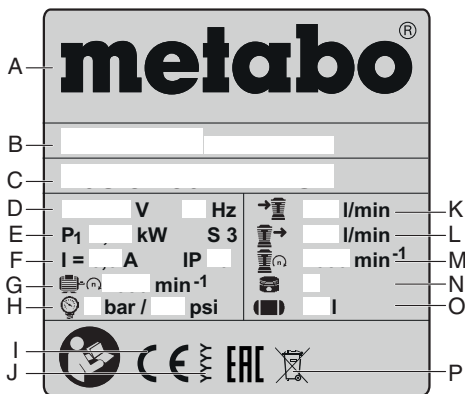 A metabo ®
B
C
D V Hz l/min K
E P1 kW S 3 l/min L
F I = A IP min-1 M
G n min-1 N
H bar / psi l O
I CE YYYY EAC
J P